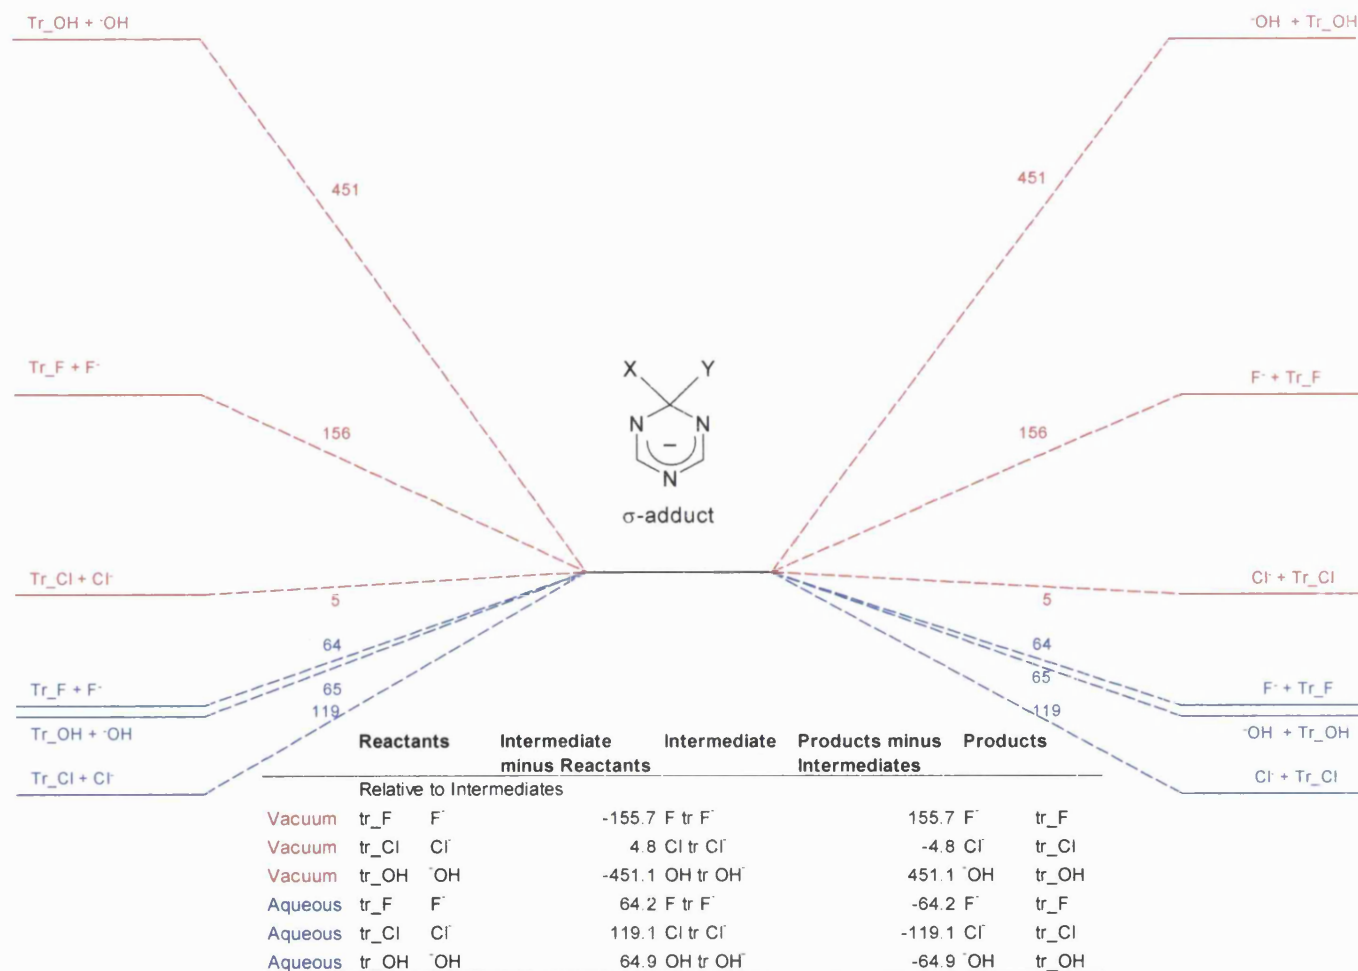 Tr_OH + ⁻OH
⁻OH + Tr_OH
451
451
Tr_F + F⁻
F⁻ + Tr_F
156
156
X Y
N N
–
N
σ-adduct
Tr_Cl + Cl⁻
Cl⁻ + Tr_Cl
5
5
64
64
Tr_F + F⁻
65
65
F⁻ + Tr_F
119
119
Tr_OH + ⁻OH
⁻OH + Tr_OH
Tr_Cl + Cl⁻
Cl⁻ + Tr_Cl
Reactants Intermediate Intermediate Products minus Products
minus Reactants Intermediates
Relative to Intermediates
Vacuum tr_F F⁻ -155.7 F tr F⁻ 155.7 F⁻ tr_F
Vacuum tr_Cl Cl⁻ 4.8 Cl tr Cl⁻ -4.8 Cl⁻ tr_Cl
Vacuum tr_OH ⁻OH -451.1 OH tr OH⁻ 451.1 ⁻OH tr_OH
Aqueous tr_F F⁻ 64.2 F tr F⁻ -64.2 F⁻ tr_F
Aqueous tr_Cl Cl⁻ 119.1 Cl tr Cl⁻ -119.1 Cl⁻ tr_Cl
Aqueous tr_OH ⁻OH 64.9 OH tr OH⁻ -64.9 ⁻OH tr_OH